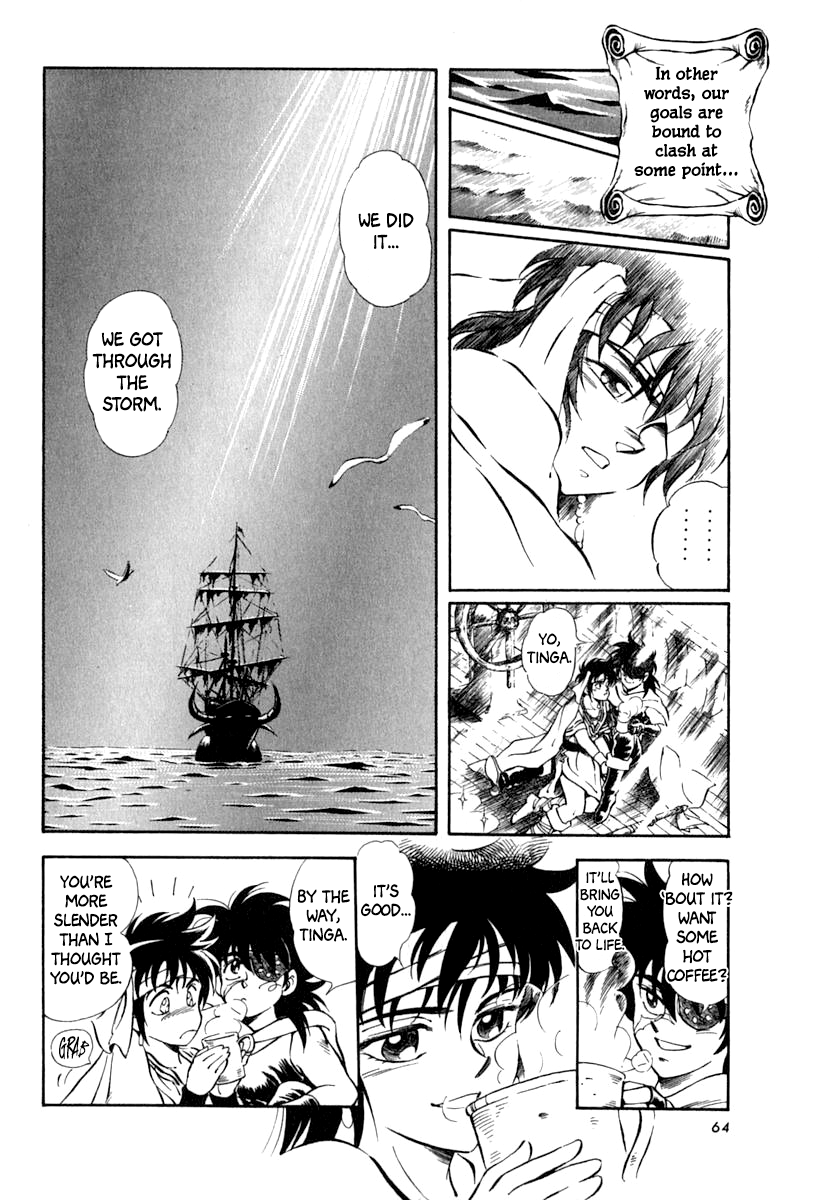 In other
words, our
goals are
bound to
clash at
some point...
......
......
YO,
TINGA.
WE DID
IT...
WE GOT
THROUGH
THE
STORM.
HOW
'BOUT IT?
WANT
SOME
HOT
COFFEE?
IT'LL
BRING
YOU
BACK
TO LIFE.
IT'S
GOOD...
BY THE
WAY,
TINGA.
YOU'RE
MORE
SLENDER
THAN I
THOUGHT
YOU'D BE.
GRAB
64